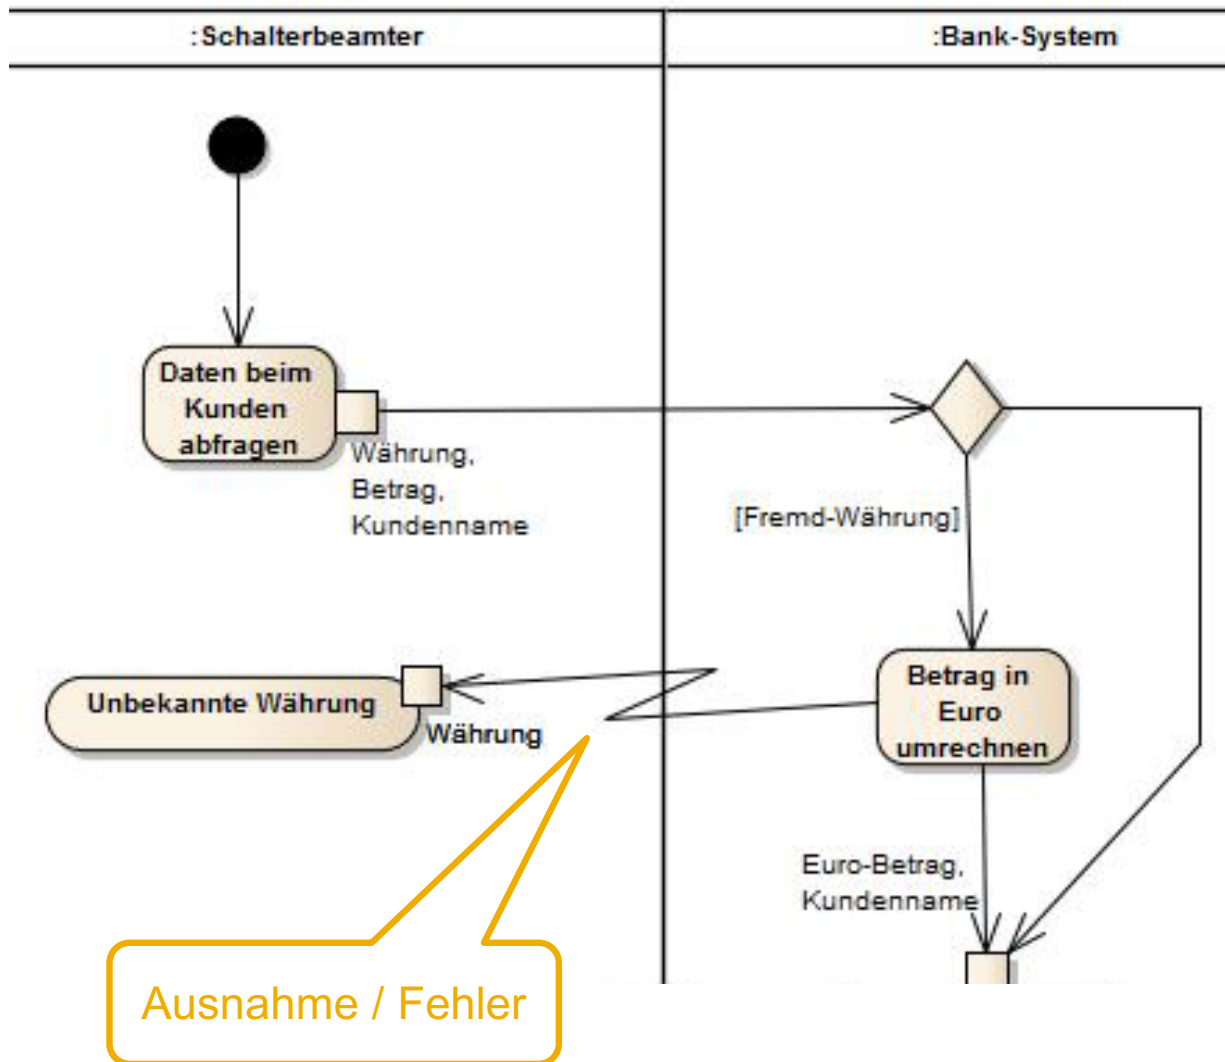 :Schalterbeamter
:Bank-System
Daten beim
Kunden
abfragen
Währung,
Betrag,
Kundenname
[Fremd-Währung]
Unbekannte Währung
Währung
Betrag in
Euro
umrechnen
Euro-Betrag,
Kundenname
Ausnahme / Fehler